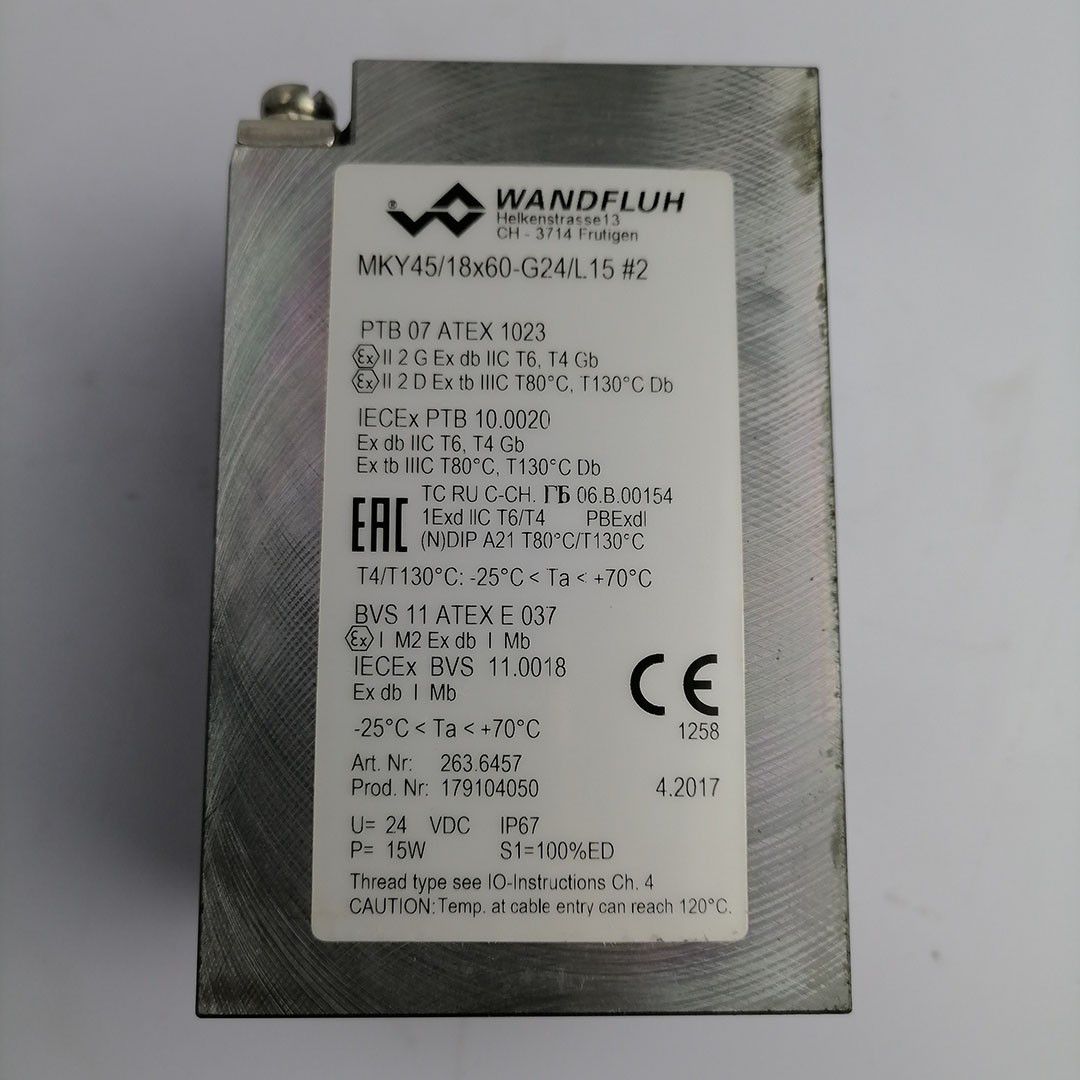 ® WANDFLUH
Helkenstrasse13
CH - 3714 Frutigen
MKY45/18x60-G24/L15 #2
PTB 07 ATEX 1023
Ex II 2 G Ex db IIC T6, T4 Gb
Ex II 2 D Ex tb IIIC T80°C, T130°C Db
IECEx PTB 10.0020
Ex db IIC T6, T4 Gb
Ex tb IIIC T80°C, T130°C Db
EAC
TC RU C-CH. ГБ 06.B.00154
1Exd IIC T6/T4 PBExdI
(N)DIP A21 T80°C/T130°C
T4/T130°C: -25°C < Ta < +70°C
BVS 11 ATEX E 037
Ex I M2 Ex db I Mb
IECEx BVS 11.0018
Ex db I Mb
CE
1258
-25°C < Ta < +70°C
Art. Nr: 263.6457
Prod. Nr: 179104050 4.2017
U= 24 VDC IP67
P= 15W S1=100%ED
Thread type see IO-Instructions Ch. 4
CAUTION: Temp. at cable entry can reach 120°C.